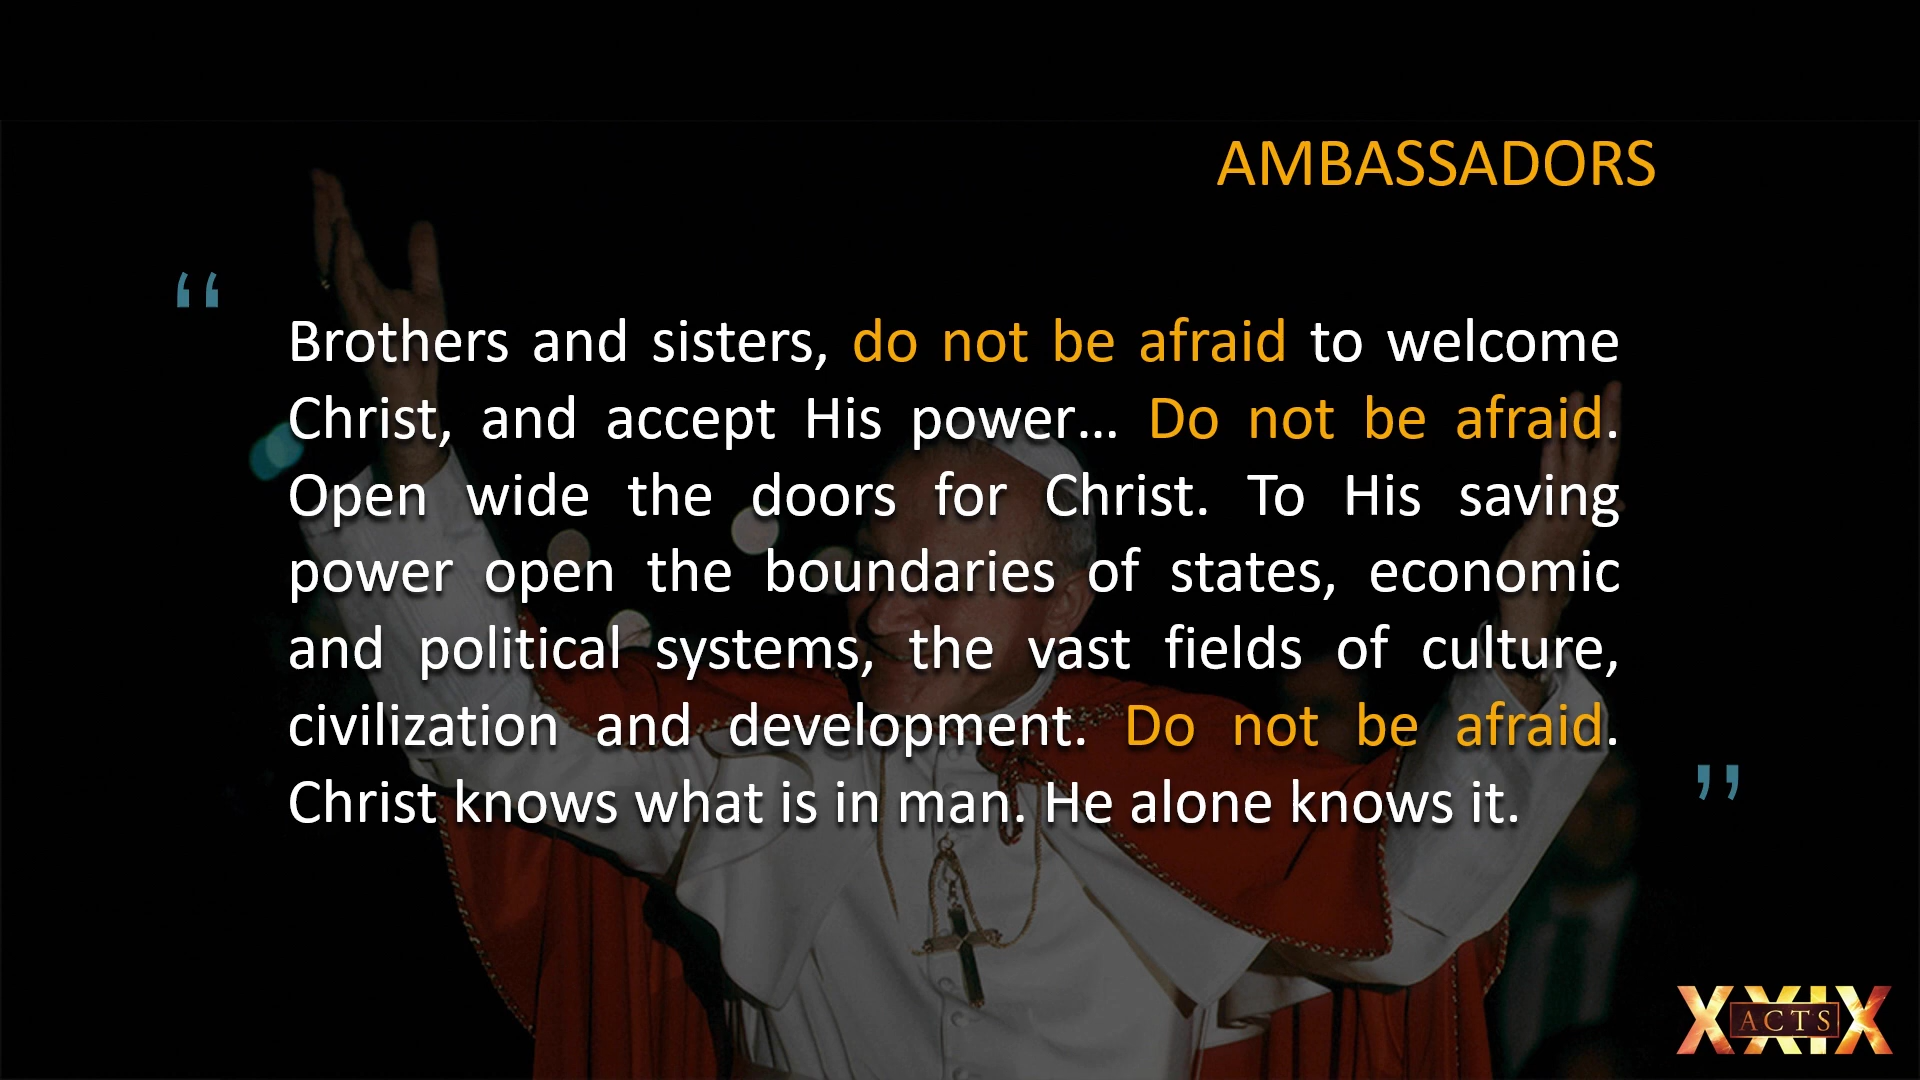 AMBASSADORS
“
Brothers and sisters, do not be afraid to welcome
Christ, and accept His power… Do not be afraid.
Open wide the doors for Christ. To His saving
power open the boundaries of states, economic
and political systems, the vast fields of culture,
civilization and development. Do not be afraid.
Christ knows what is in man. He alone knows it.
”
XXIX
ACTS